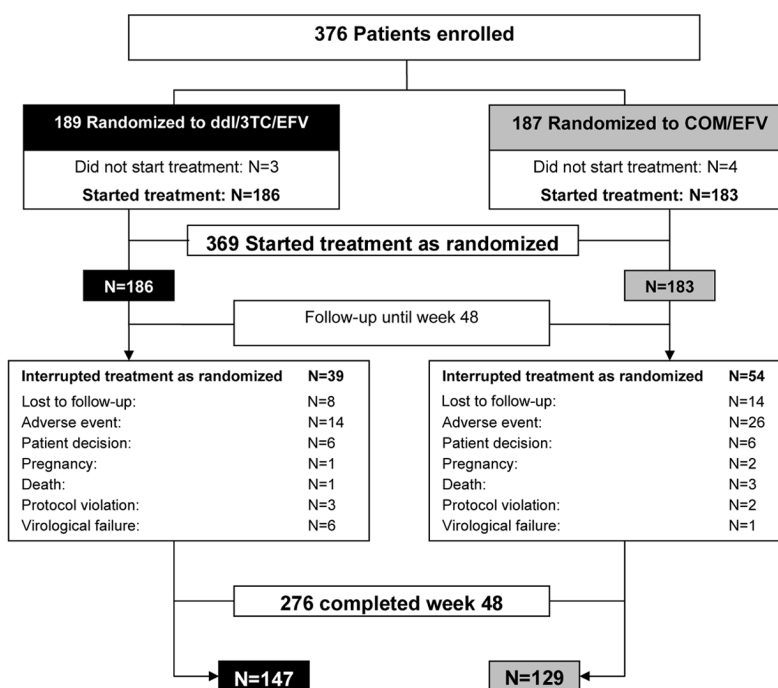 376 Patients enrolled
189 Randomized to ddI/3TC/EFV
Did not start treatment: N=3
Started treatment: N=186
187 Randomized to COM/EFV
Did not start treatment: N=4
Started treatment: N=183
369 Started treatment as randomized
N=186
N=183
Follow-up until week 48
Interrupted treatment as randomized N=39
Lost to follow-up: N=8
Adverse event: N=14
Patient decision: N=6
Pregnancy: N=1
Death: N=1
Protocol violation: N=3
Virological failure: N=6
Interrupted treatment as randomized N=54
Lost to follow-up: N=14
Adverse event: N=26
Patient decision: N=6
Pregnancy: N=2
Death: N=3
Protocol violation: N=2
Virological failure: N=1
276 completed week 48
N=147
N=129